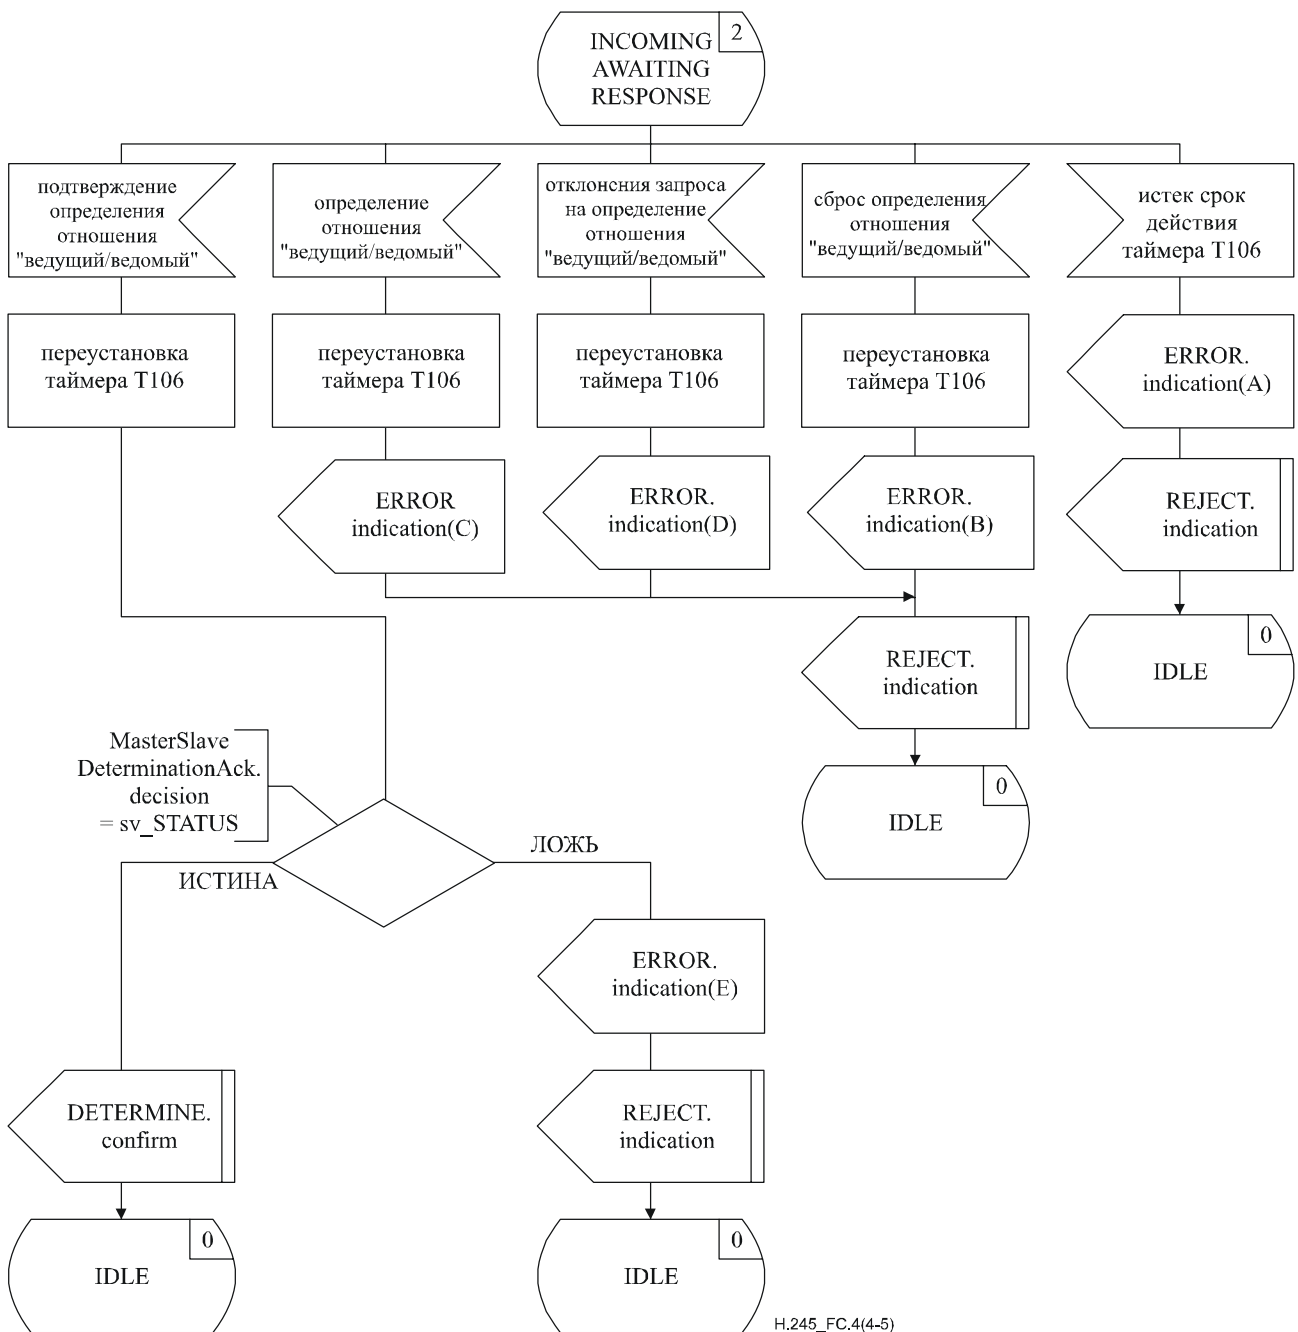 INCOMING
AWAITING
RESPONSE
2
подтверждение
определения
отношения
"ведущий/ведомый"
определение
отношения
"ведущий/ведомый"
отклонсния запроса
на определение
отношения
"ведущий/ведомый"
сброс определения
отношения
"ведущий/ведомый"
истек срок
действия
таймера T106
переустановка
таймера T106
переустановка
таймера T106
переустановка
таймера T106
переустановка
таймера T106
ERROR.
indication(A)
ERROR
indication(C)
ERROR.
indication(D)
ERROR.
indication(B)
REJECT.
indication
REJECT.
indication
0
IDLE
0
IDLE
MasterSlave
DeterminationAck.
decision
= sv_STATUS
ИСТИНА
ЛОЖЬ
ERROR.
indication(E)
DETERMINE.
confirm
REJECT.
indication
0
IDLE
0
IDLE
H.245_FC.4(4-5)